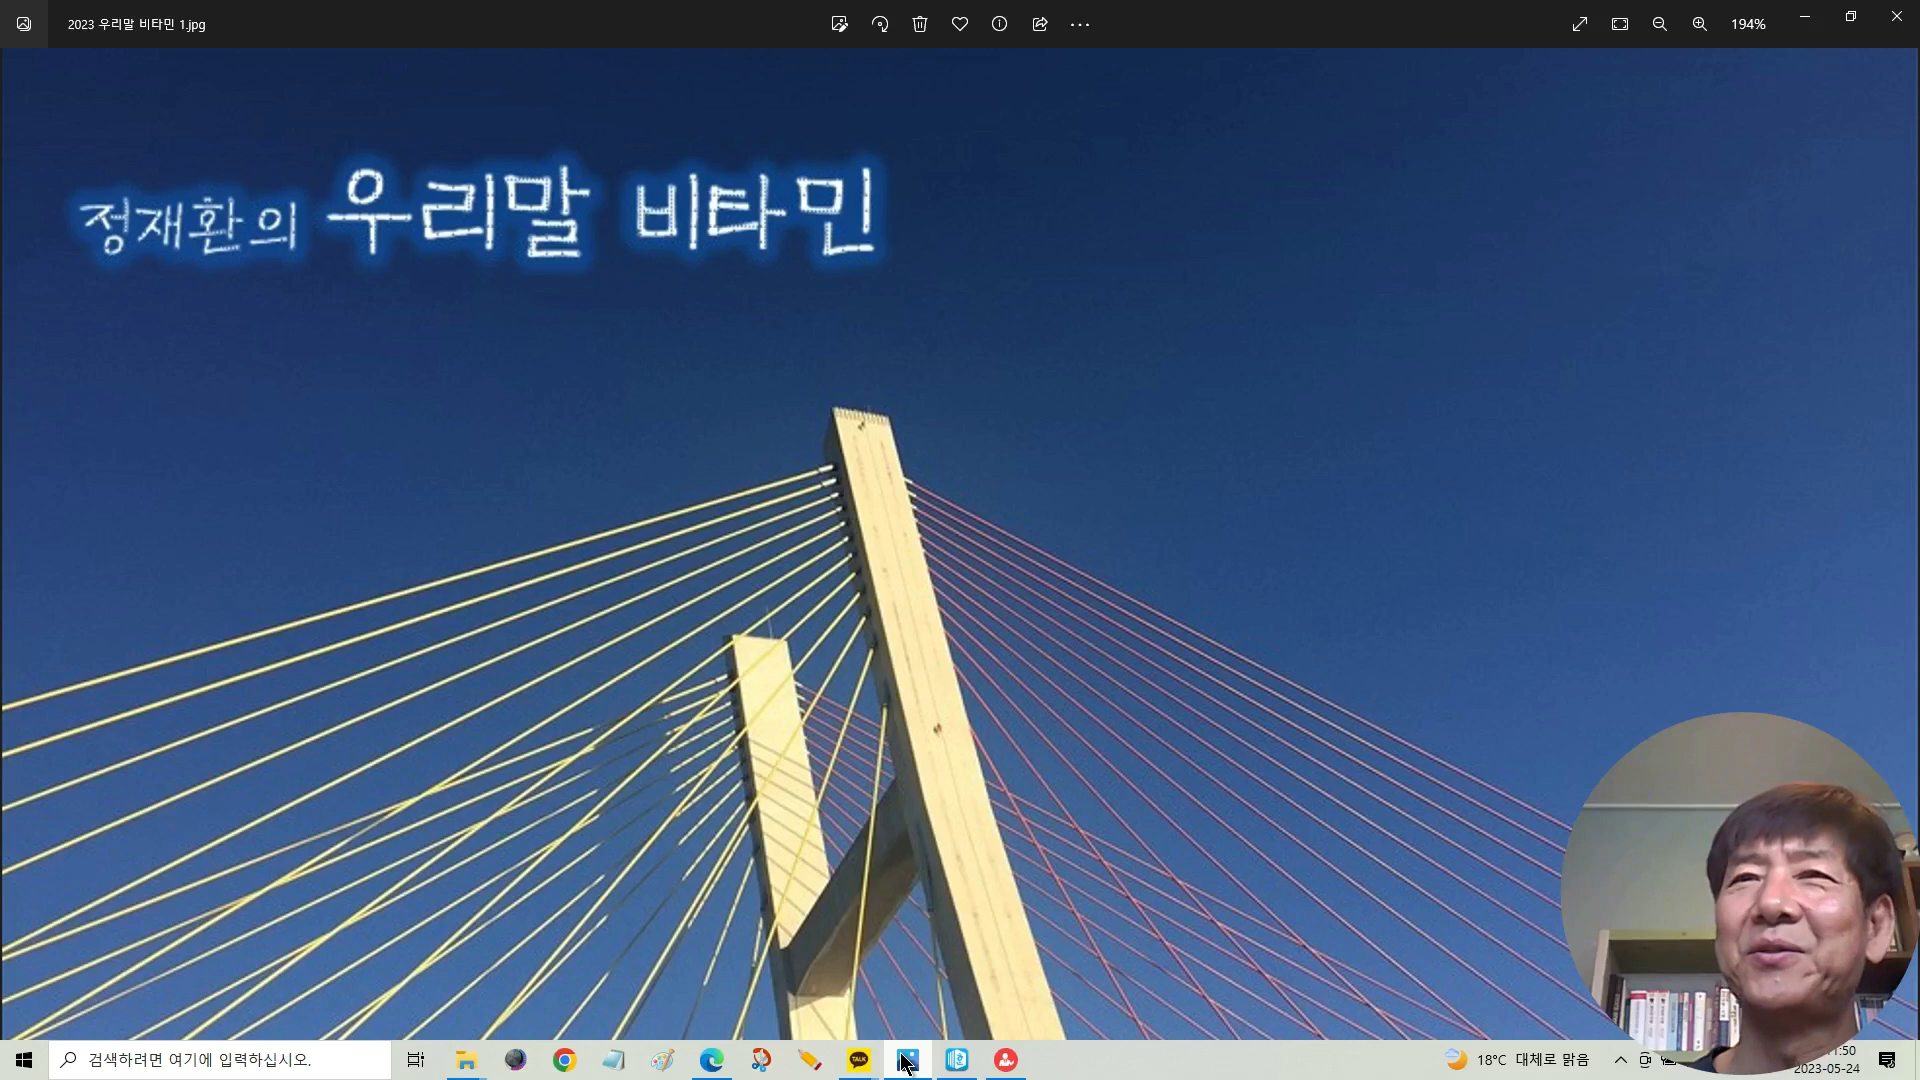 2023 우리말 비타민 1.jpg
194%
정재환의 우리말 비타민
검색하려면 여기에 입력하십시오.
TALK
18°C 대체로 맑음
2023-05-24